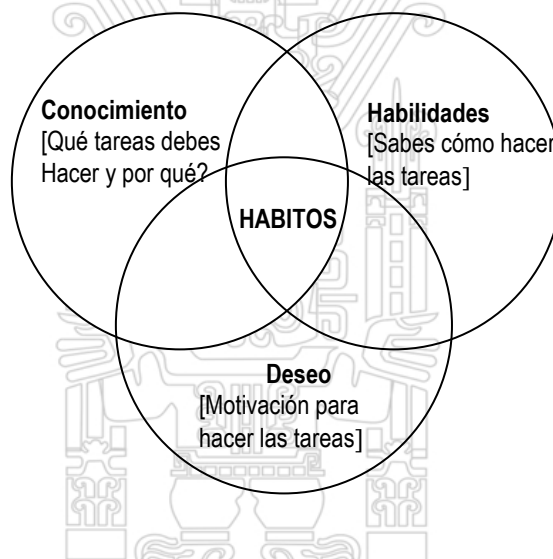 Conocimiento
[Qué tareas debes
Hacer y por qué?
Habilidades
[Sabes cómo hacer
las tareas]
HABITOS
Deseo
[Motivación para
hacer las tareas]